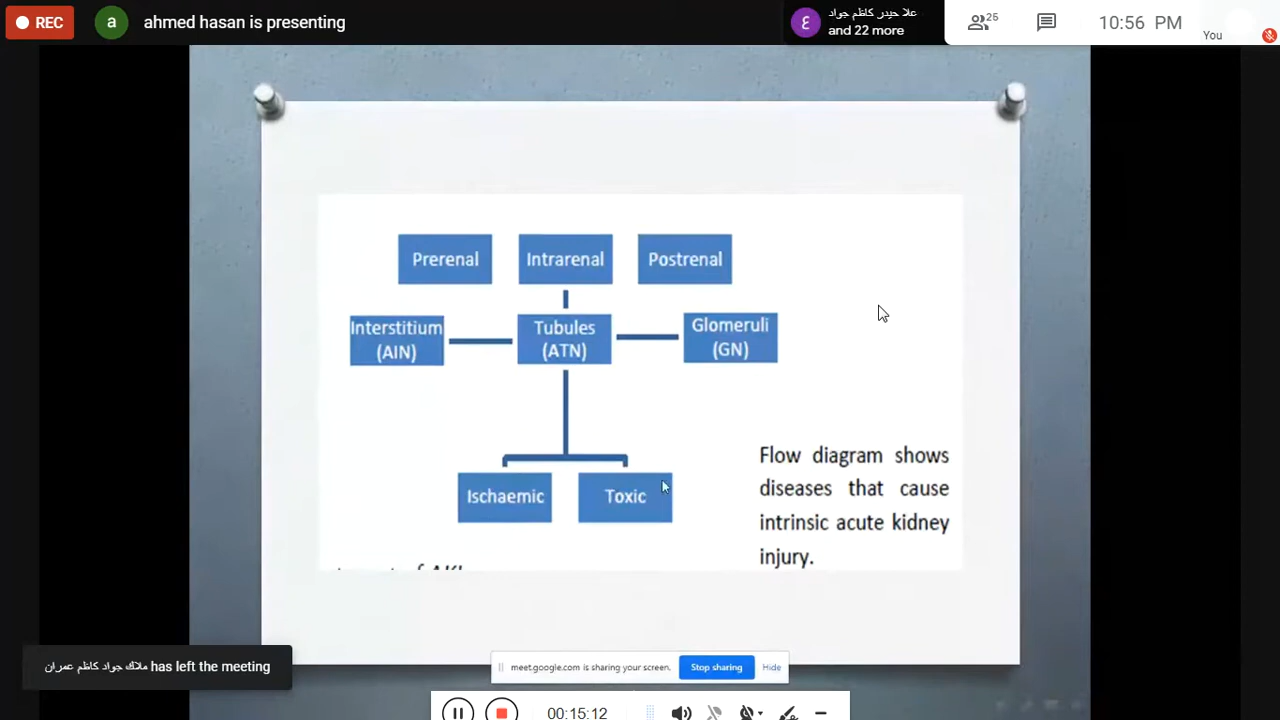 REC
a
ahmed hasan is presenting
ع
علا حيدر كاظم جواد
and 22 more
25
10:56 PM
You
Prerenal
Intrarenal
Postrenal
Interstitium
(AIN)
Tubules
(ATN)
Glomeruli
(GN)
Ischaemic
Toxic
Flow diagram shows
diseases that cause
intrinsic acute kidney
injury.
of AKI
ملاك جواد كاظم عمران has left the meeting
meet.google.com is sharing your screen.
Stop sharing
Hide
00:15:12